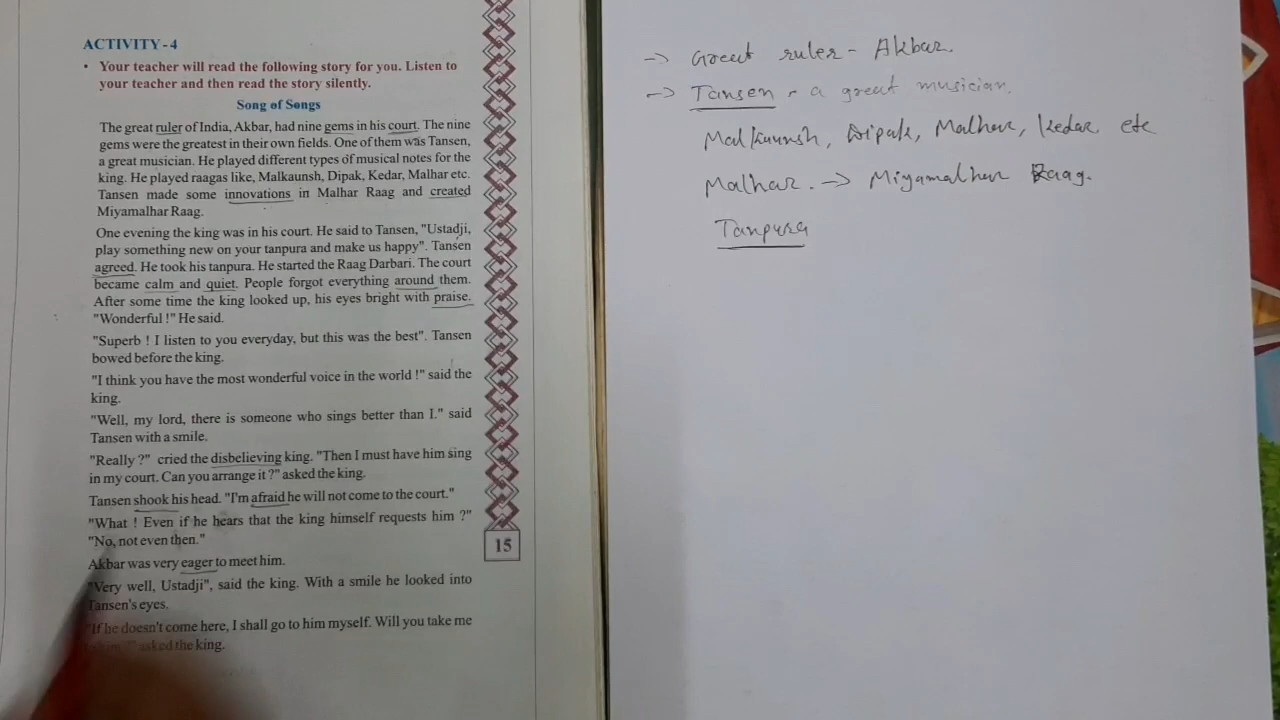 ACTIVITY - 4
• Your teacher will read the following story for you. Listen to
your teacher and then read the story silently.
Song of Songs
The great ruler of India, Akbar, had nine gems in his court. The nine
gems were the greatest in their own fields. One of them was Tansen,
a great musician. He played different types of musical notes for the
king. He played raagas like, Malkaunsh, Dipak, Kedar, Malhar etc.
Tansen made some innovations in Malhar Raag and created
Miyamalhar Raag.
One evening the king was in his court. He said to Tansen, "Ustadji,
play something new on your tanpura and make us happy". Tansen
agreed. He took his tanpura. He started the Raag Darbari. The court
became calm and quiet. People forgot everything around them.
After some time the king looked up, his eyes bright with praise.
"Wonderful !" He said.
"Superb ! I listen to you everyday, but this was the best". Tansen
bowed before the king.
"I think you have the most wonderful voice in the world !" said the
king.
"Well, my lord, there is someone who sings better than I." said
Tansen with a smile.
"Really ?" cried the disbelieving king. "Then I must have him sing
in my court. Can you arrange it ?" asked the king.
Tansen shook his head. "I'm afraid he will not come to the court."
"What ! Even if he hears that the king himself requests him ?"
"No, not even then."
Akbar was very eager to meet him.
"Very well, Ustadji", said the king. With a smile he looked into
Tansen's eyes.
"If he doesn't come here, I shall go to him myself. Will you take me
asked the king.
15
→ Great ruler - Akbar.
→ Tansen - a great musician.
Malkaunsh, Dipak, Malhar, Kedar etc
Malhar. → Miyamalhar Raag.
Tanpura